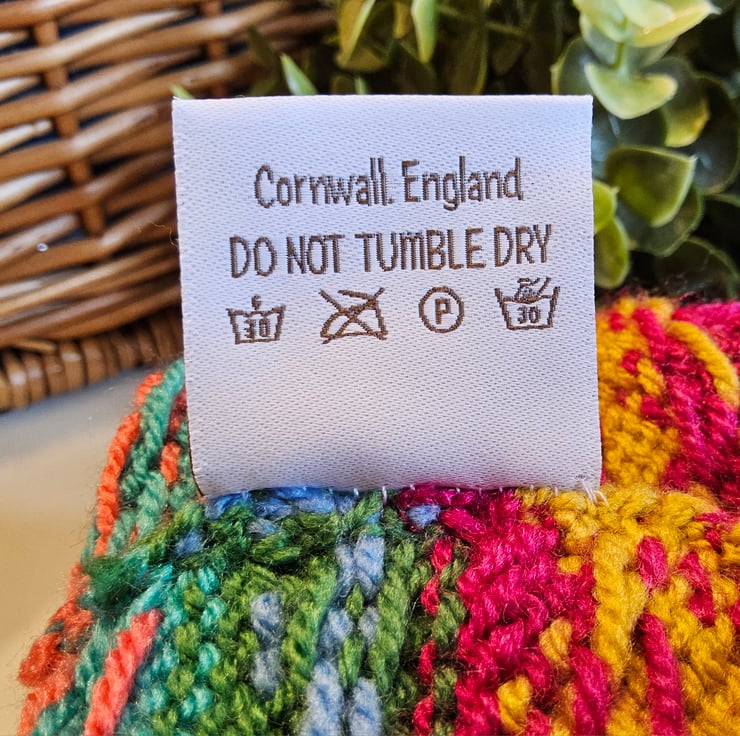 Cornwall. England
DO NOT TUMBLE DRY
30 P 30